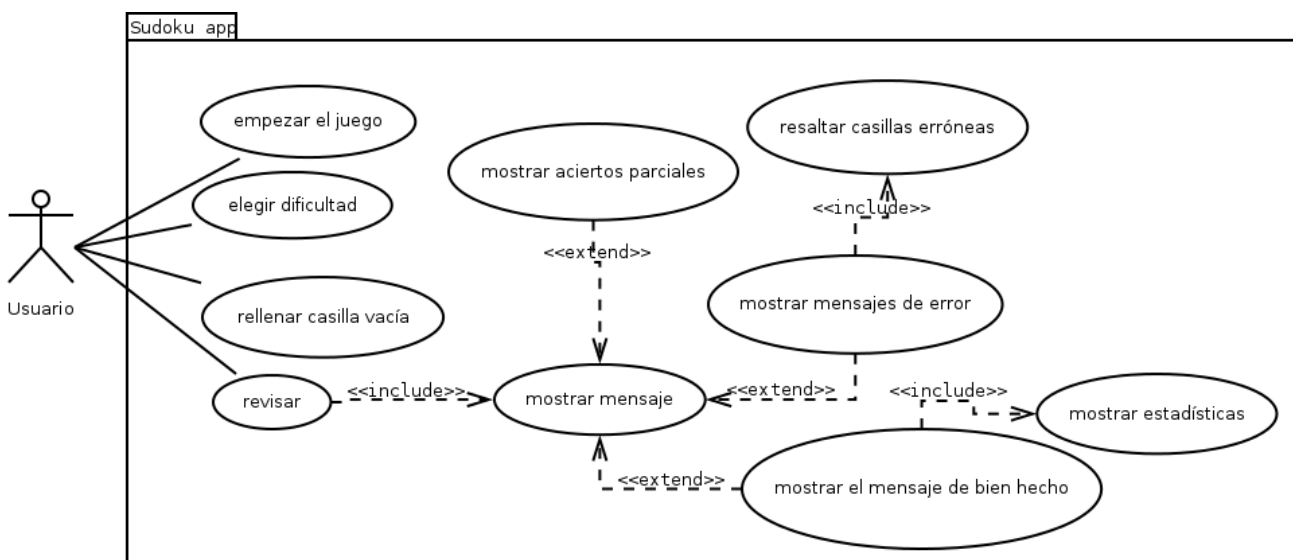 Sudoku app
empezar el juego
resaltar casillas erróneas
mostrar aciertos parciales
elegir dificultad
<<include>>
<<extend>>
Usuario
rellenar casilla vacía
mostrar mensajes de error
revisar
<<include>>
mostrar mensaje
<<extend>>
<<include>>
mostrar estadísticas
<<extend>>
mostrar el mensaje de bien hecho